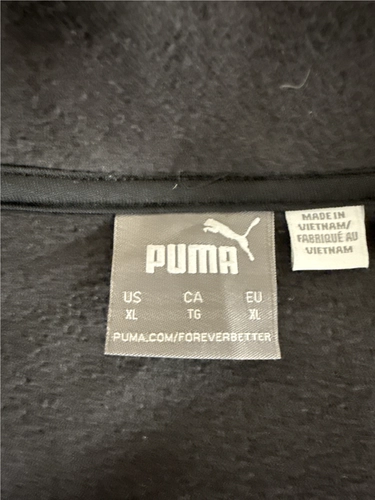 PUMA
US CA EU
XL TG XL
PUMA.COM/FOREVERBETTER
MADE IN
VIETNAM/
FABRIQUÉ AU
VIETNAM